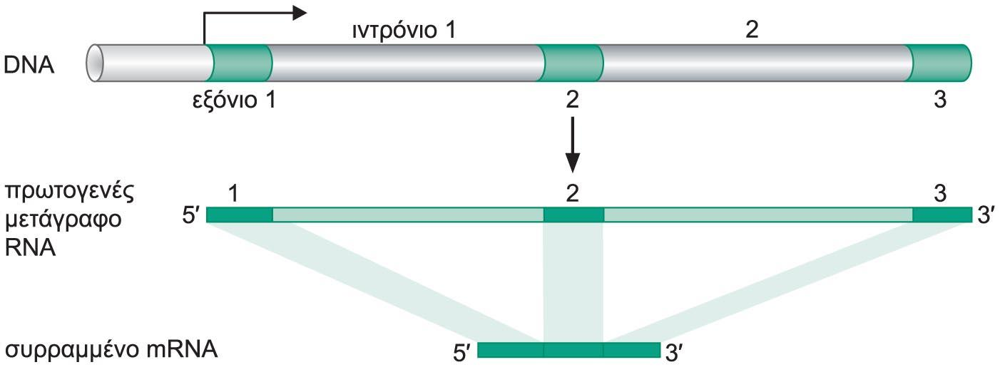 ιντρόνιο 1 2
DNA
εξόνιο 1 2 3
πρωτογενές
μετάγραφο
RNA
1 2 3
5′ 3′
συρραμμένο mRNA 5′ 3′